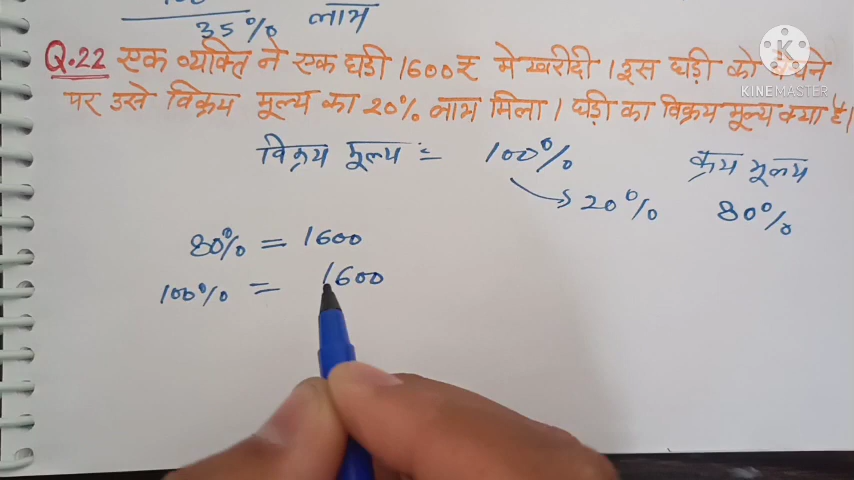 100
35% लाभ
Q.22 एक व्यक्ति ने एक घड़ी 1600₹ में खरीदी । इस घड़ी को
KINEMASTER
पर उसे विक्रय मूल्य का 20% लाभ मिला । घड़ी का विक्रय मूल्य क्या है।
विक्रय मूल्य = 100% क्रय मूल्य
20% 80%
80% = 1600
100% = 1600